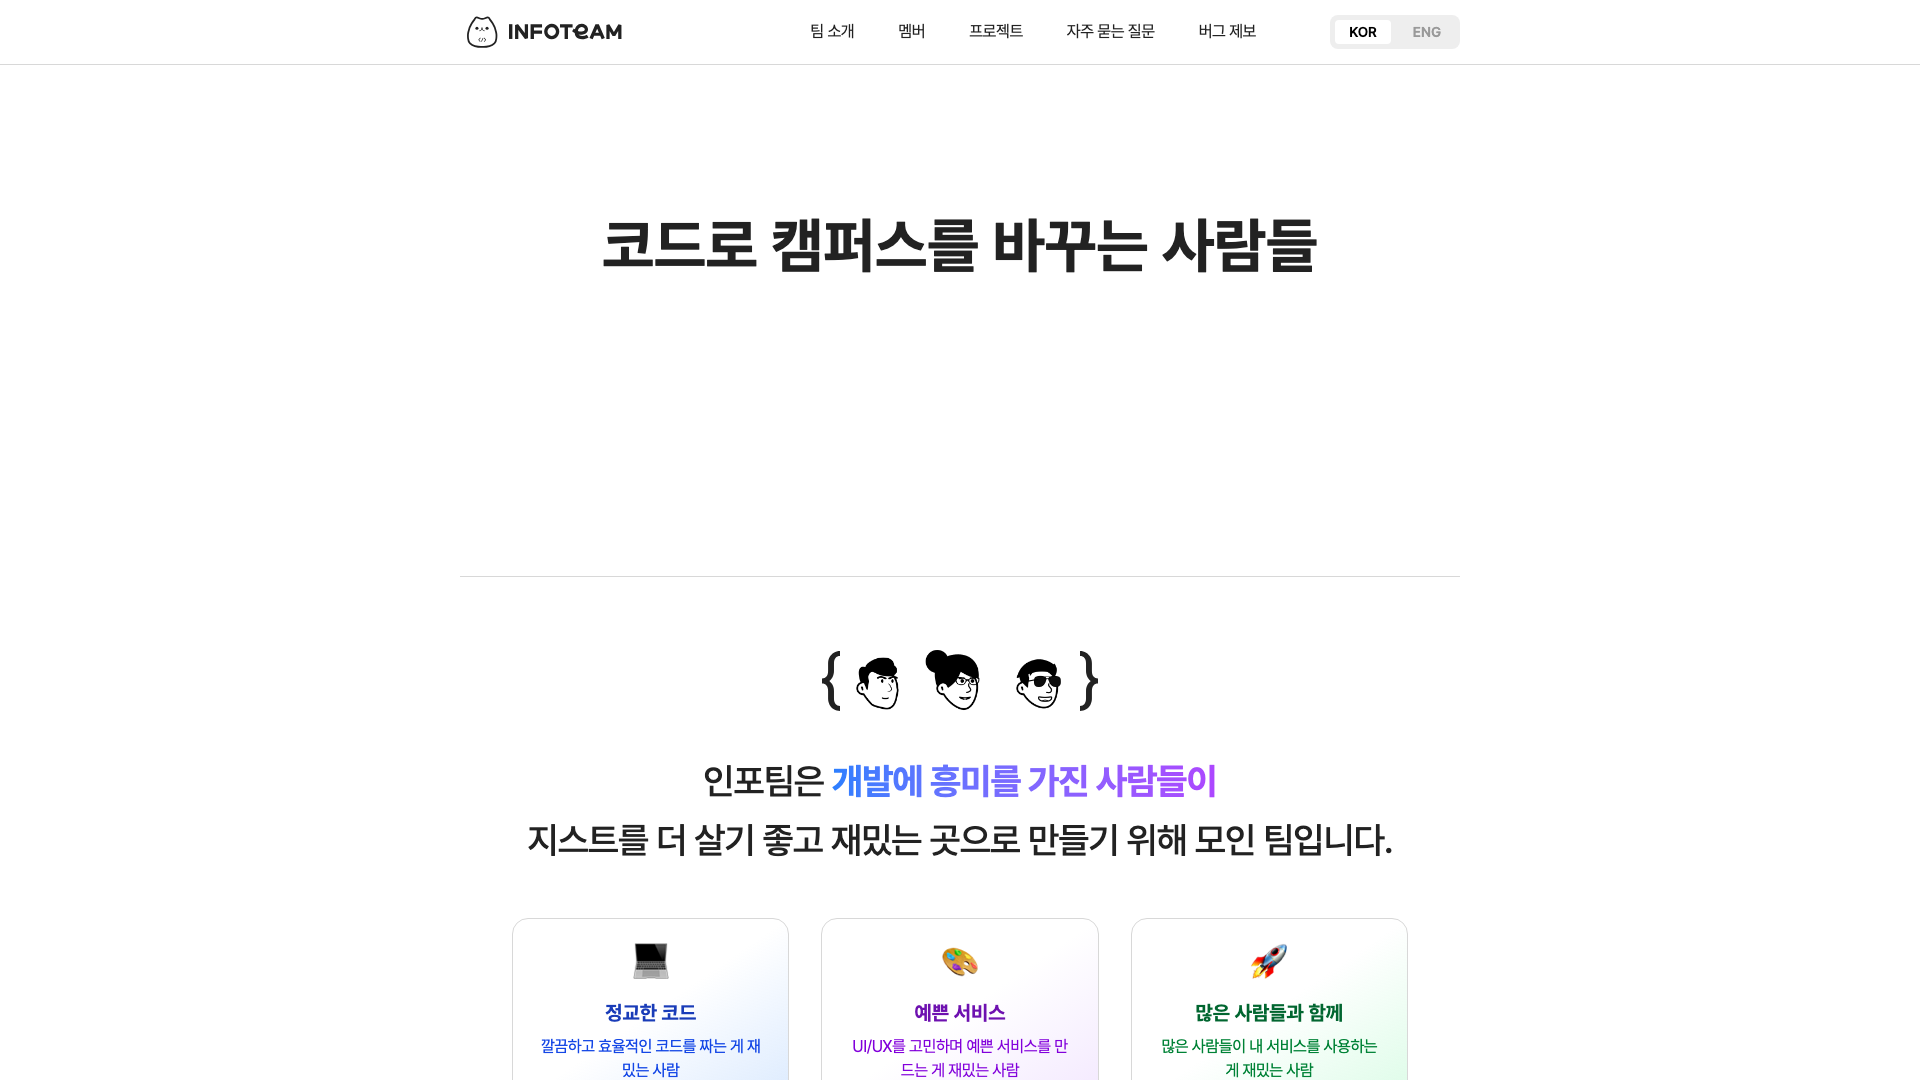 INFOTEAM
팀 소개
멤버
프로젝트
자주 묻는 질문
버그 제보
KOR
ENG
코드로 캠퍼스를 바꾸는 사람들
{ }
인포팀은 개발에 흥미를 가진 사람들이
지스트를 더 살기 좋고 재밌는 곳으로 만들기 위해 모인 팀입니다.
정교한 코드
깔끔하고 효율적인 코드를 짜는 게 재
밌는 사람
예쁜 서비스
UI/UX를 고민하며 예쁜 서비스를 만
드는 게 재밌는 사람
많은 사람들과 함께
많은 사람들이 내 서비스를 사용하는
게 재밌는 사람